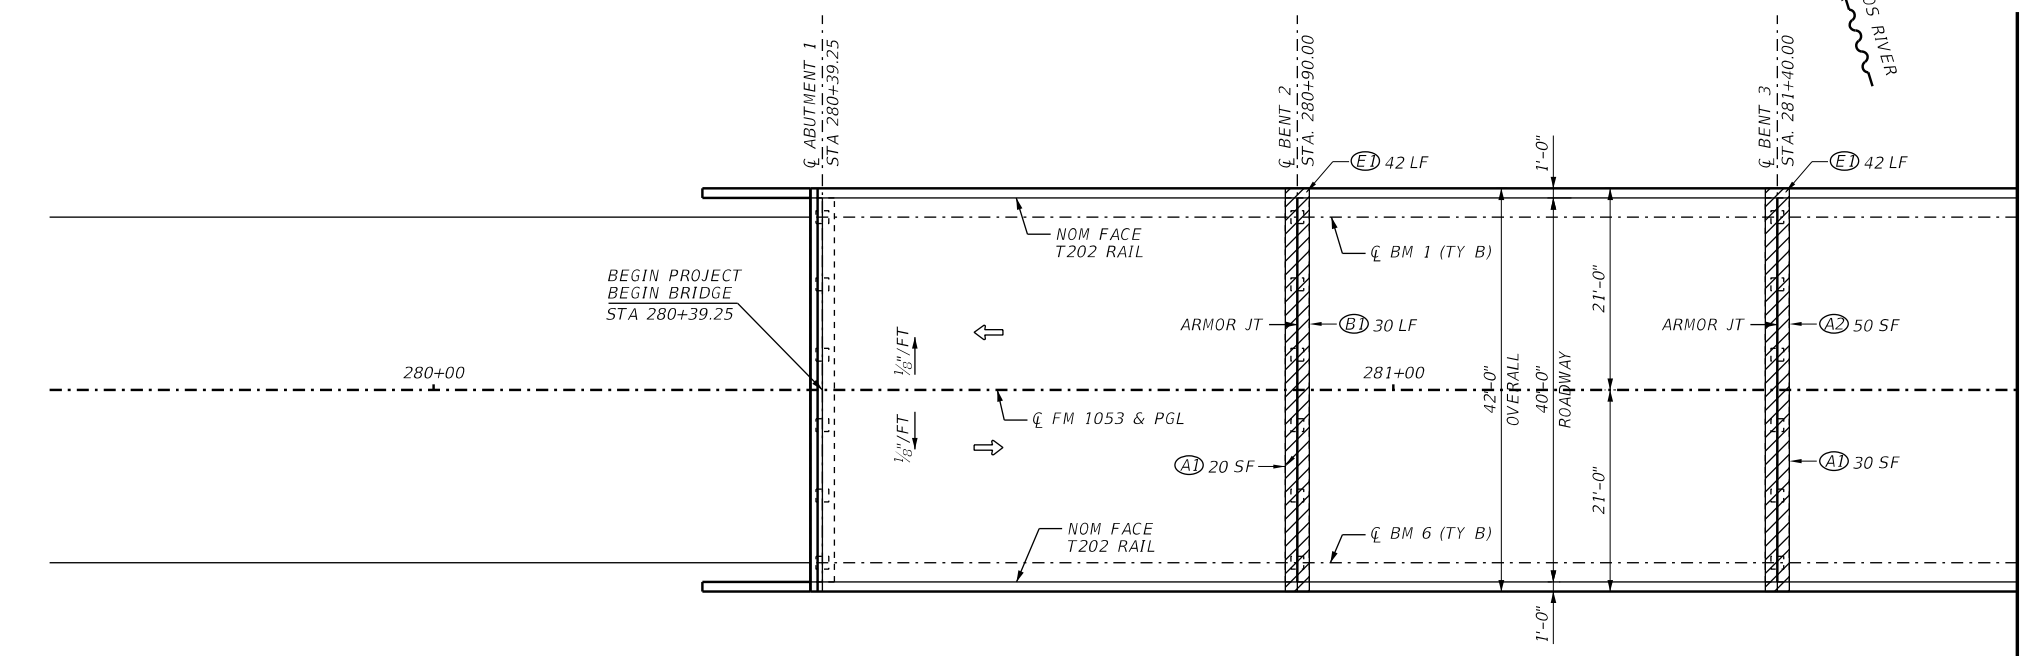 OS RIVER
℄ ABUTMENT 1
STA 280+39.25
℄ BENT 2
STA. 280+90.00
℄ BENT 3
STA. 281+40.00
E1 42 LF
1'-0"
E1 42 LF
NOM FACE
T202 RAIL
℄ BM 1 (TY B)
BEGIN PROJECT
BEGIN BRIDGE
STA 280+39.25
21'-0"
ARMOR JT
B1 30 LF
ARMOR JT
A2 50 SF
1/8"/FT
280+00
281+00
42'-0"
OVERALL
40'-0"
ROADWAY
℄ FM 1053 & PGL
1/8"/FT
A1 20 SF
A1 30 SF
21'-0"
NOM FACE
T202 RAIL
℄ BM 6 (TY B)
1'-0"